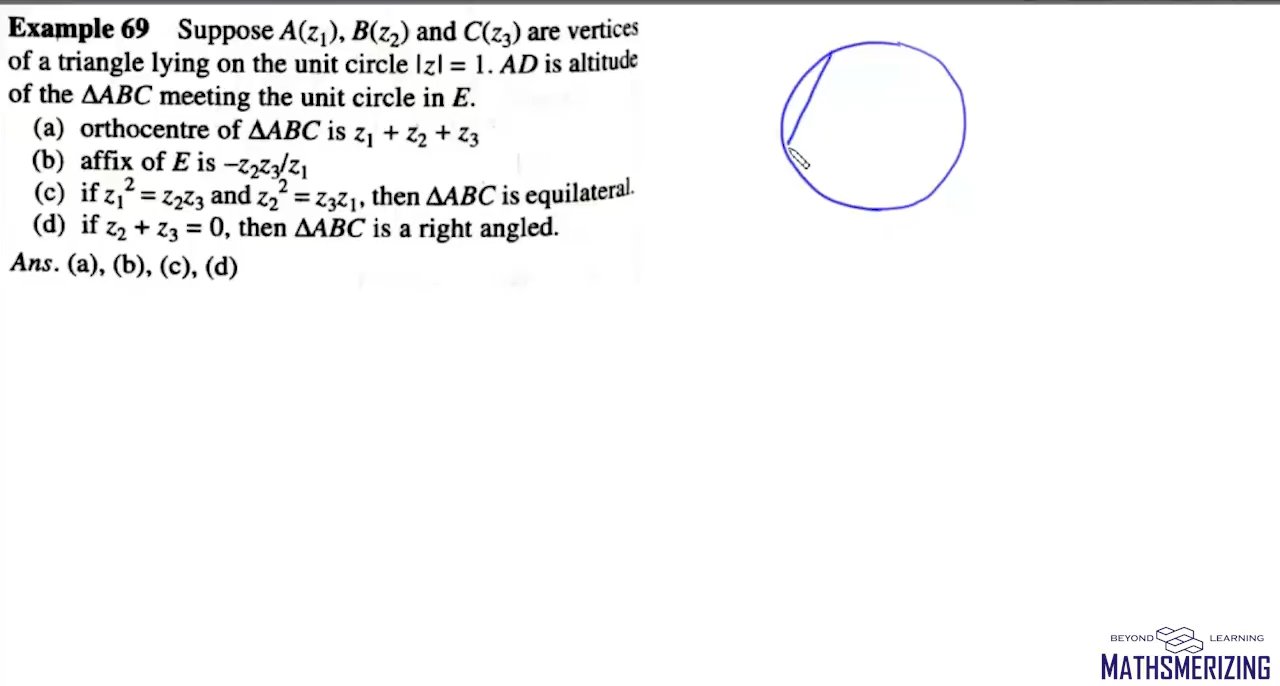 Example 69 Suppose A(z₁), B(z₂) and C(z₃) are vertices
of a triangle lying on the unit circle |z| = 1. AD is altitude
of the ΔABC meeting the unit circle in E.
(a) orthocentre of ΔABC is z₁ + z₂ + z₃
(b) affix of E is –z₂z₃/z₁
(c) if z₁² = z₂z₃ and z₂² = z₃z₁, then ΔABC is equilateral.
(d) if z₂ + z₃ = 0, then ΔABC is a right angled.
Ans. (a), (b), (c), (d)
BEYOND LEARNING
MATHSMERIZING